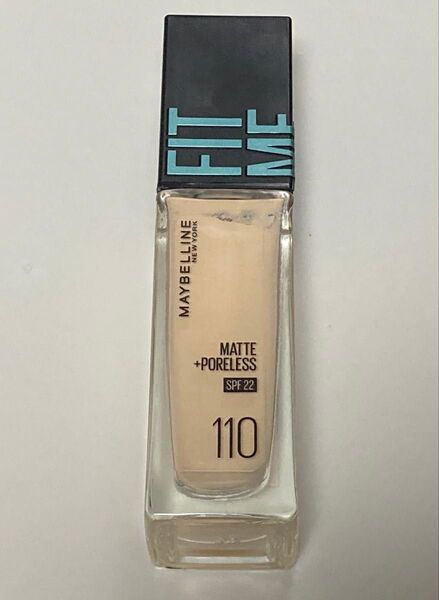 FIT
ME
MAYBELLINE
NEW YORK
MATTE
+PORELESS
SPF 22
110